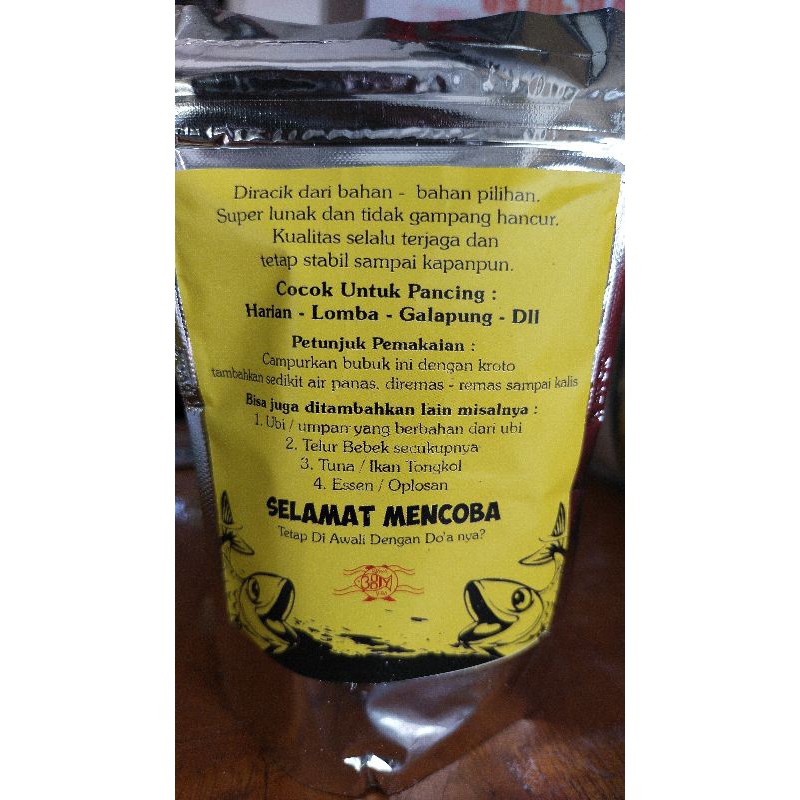 Diracik dari bahan - bahan pilihan.
Super lunak dan tidak gampang hancur.
Kualitas selalu terjaga dan
tetap stabil sampai kapanpun.
Cocok Untuk Pancing :
Harian - Lomba - Galapung - Dll
Petunjuk Pemakaian :
Campurkan bubuk ini dengan kroto
tambahkan sedikit air panas, diremas - remas sampai kalis
Bisa juga ditambahkan lain misalnya :
1. Ubi / umpan yang berbahan dari ubi
2. Telur Bebek secukupnya
3. Tuna / Ikan Tongkol
4. Essen / Oplosan
SELAMAT MENCOBA
Tetap Di Awali Dengan Do'a nya?